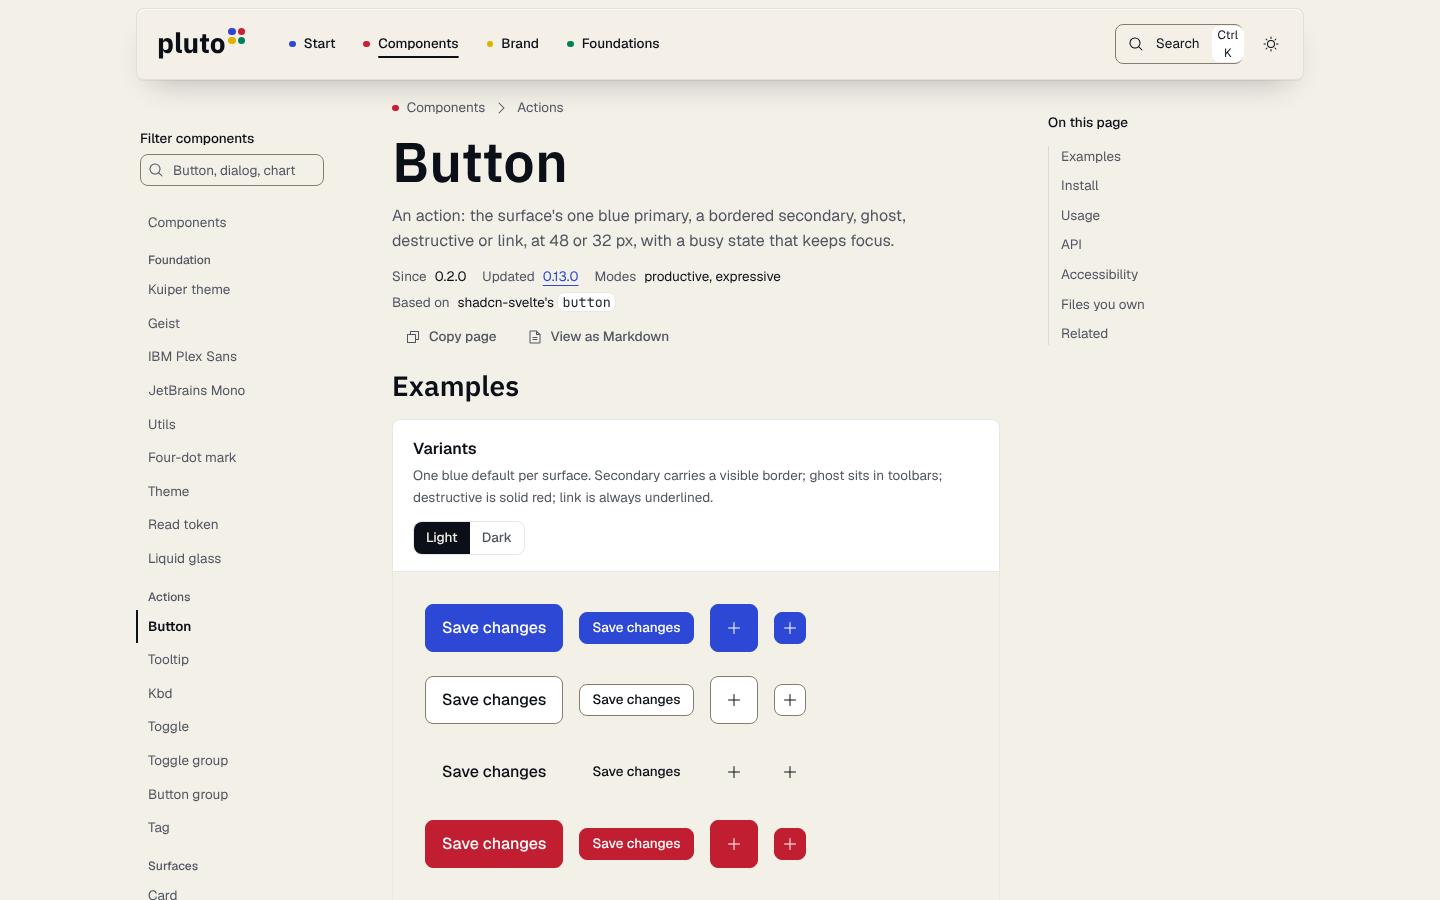 pluto
Start
Components
Brand
Foundations
Search
Ctrl
K
Components
Actions
Filter components
Button, dialog, chart
Components
Foundation
Kuiper theme
Geist
IBM Plex Sans
JetBrains Mono
Utils
Four-dot mark
Theme
Read token
Liquid glass
Actions
Button
Tooltip
Kbd
Toggle
Toggle group
Button group
Tag
Surfaces
Card
Button
An action: the surface's one blue primary, a bordered secondary, ghost,
destructive or link, at 48 or 32 px, with a busy state that keeps focus.
Since 0.2.0 Updated 0.13.0 Modes productive, expressive
Based on shadcn-svelte's button
Copy page View as Markdown
Examples
Variants
One blue default per surface. Secondary carries a visible border; ghost sits in toolbars;
destructive is solid red; link is always underlined.
Light Dark
Save changes Save changes
Save changes Save changes
Save changes Save changes
Save changes Save changes
On this page
Examples
Install
Usage
API
Accessibility
Files you own
Related